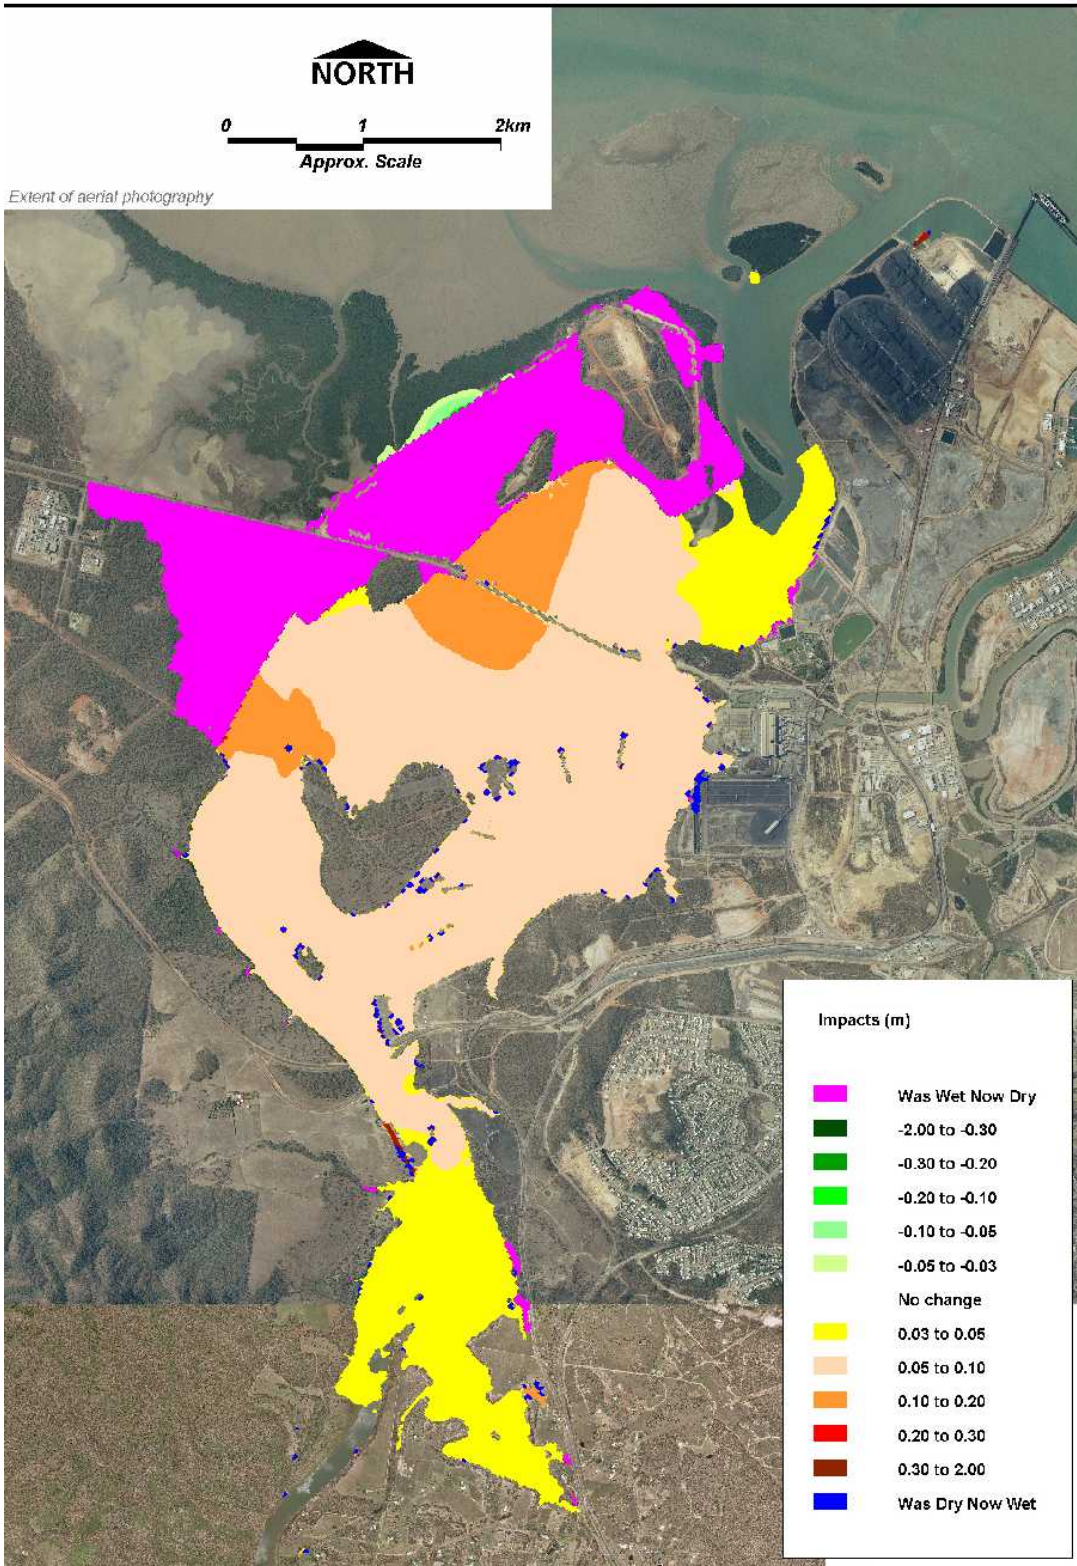 NORTH
0 1 2km
Approx. Scale
Extent of aerial photography
Impacts (m)
Was Wet Now Dry
-2.00 to -0.30
-0.30 to -0.20
-0.20 to -0.10
-0.10 to -0.05
-0.05 to -0.03
No change
0.03 to 0.05
0.05 to 0.10
0.10 to 0.20
0.20 to 0.30
0.30 to 2.00
Was Dry Now Wet